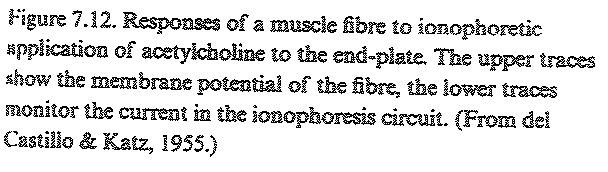 Figure 7.12. Responses of a muscle fibre to ionophoretic
application of acetylcholine to the end-plate. The upper traces
show the membrane potential of the fibre, the lower traces
monitor the current in the ionophoresis circuit. (From del
Castillo & Katz, 1955.)